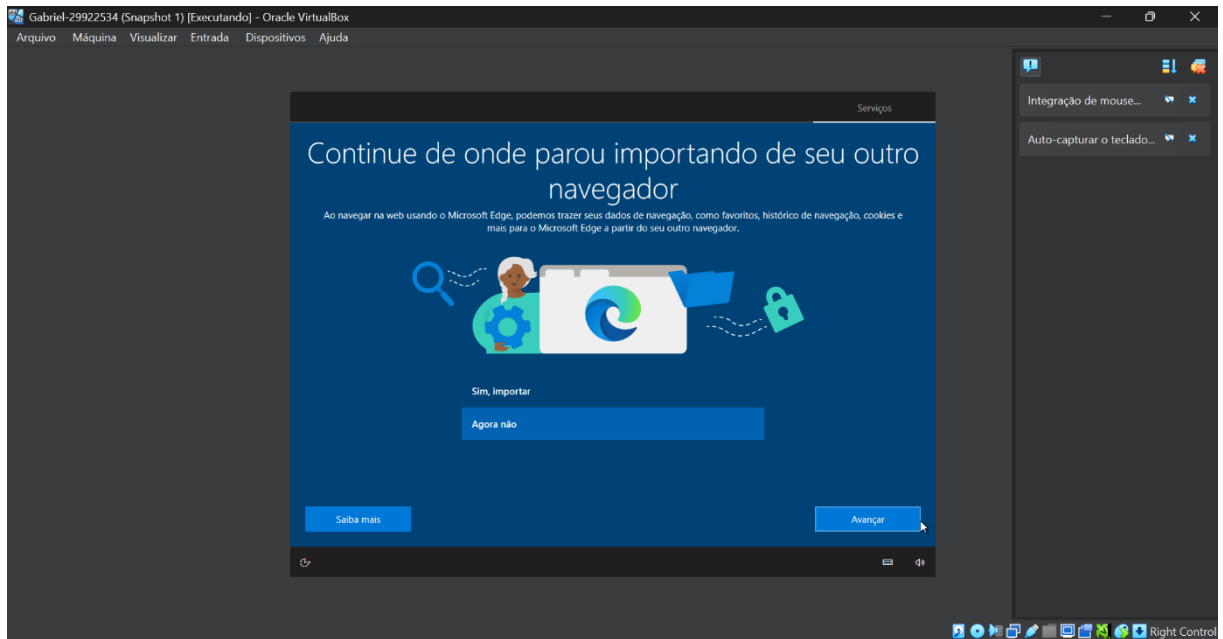 Gabriel-29922534 (Snapshot 1) [Executando] - Oracle VirtualBox
Arquivo Máquina Visualizar Entrada Dispositivos Ajuda
Integração de mouse...
Auto-capturar o teclado...
Serviços
Continue de onde parou importando de seu outro
navegador
Ao navegar na web usando o Microsoft Edge, podemos trazer seus dados de navegação, como favoritos, histórico de navegação, cookies e
mais para o Microsoft Edge a partir do seu outro navegador.
Sim, importar
Agora não
Saiba mais
Avançar
Right Control